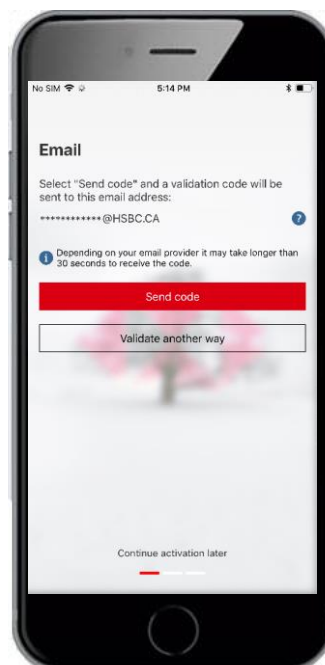 No SIM 5:14 PM
Email
Select "Send code" and a validation code will be
sent to this email address:
************@HSBC.CA ?
i Depending on your email provider it may take longer than
30 seconds to receive the code.
Send code
Validate another way
Continue activation later